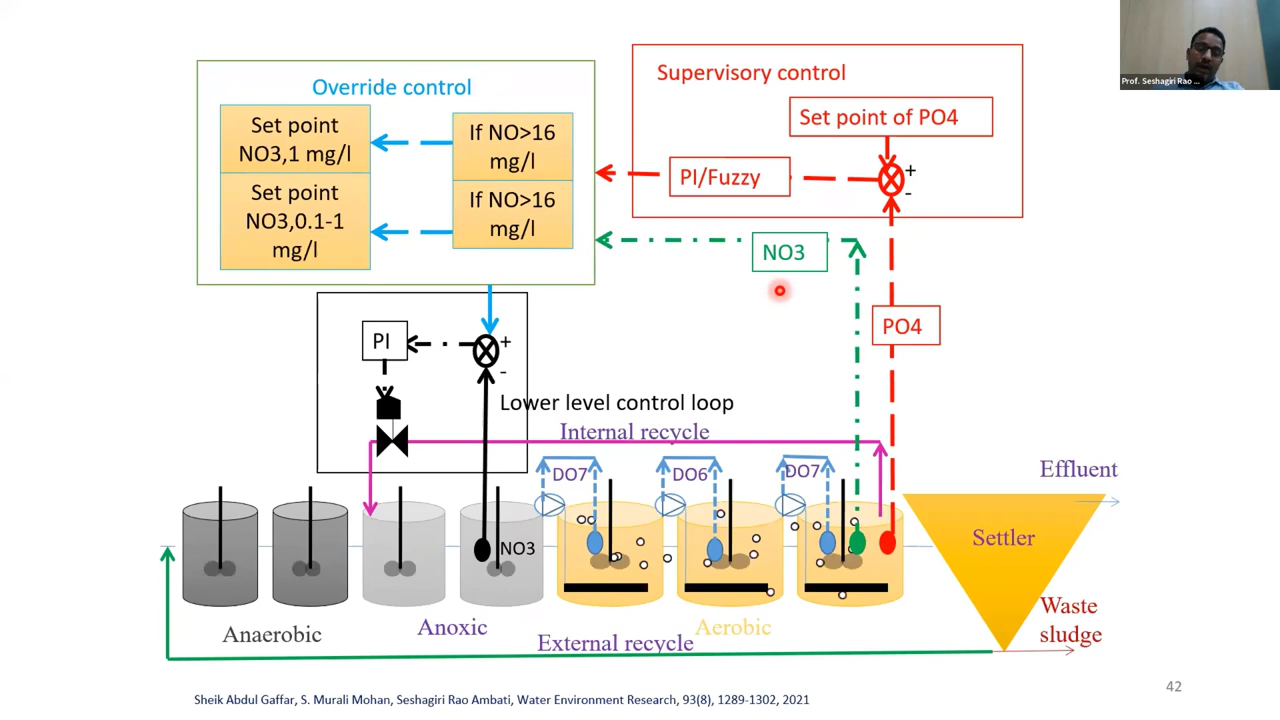 Prof. Seshagiri Rao ...
Override control
Set point
NO3,1 mg/l
If NO>16
mg/l
Set point
NO3,0.1-1
mg/l
If NO>16
mg/l
Supervisory control
Set point of PO4
PI/Fuzzy
+
-
NO3
PO4
PI
+
-
Lower level control loop
Internal recycle
DO7
DO6
DO7
NO3
Effluent
Settler
Waste
sludge
Anaerobic
Anoxic
Aerobic
External recycle
Sheik Abdul Gaffar, S. Murali Mohan, Seshagiri Rao Ambati, Water Environment Research, 93(8), 1289-1302, 2021
42